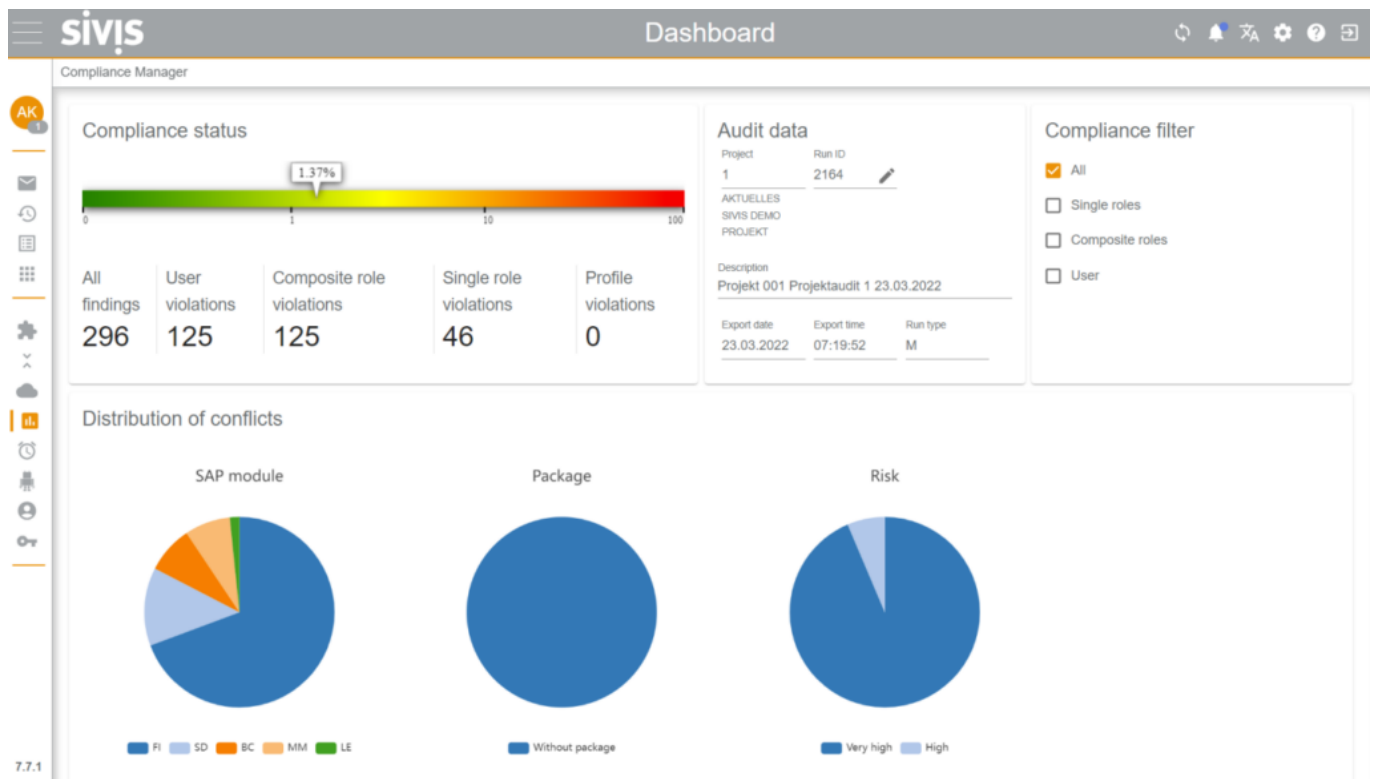 sivis
Dashboard
Compliance Manager
AK
1
Compliance status
1.37%
0 1 10 100
All findings
296
User violations
125
Composite role violations
125
Single role violations
46
Profile violations
0
Audit data
Project
1
Run ID
2164
AKTUELLES
SIVIS DEMO
PROJEKT
Description
Projekt 001 Projektaudit 1 23.03.2022
Export date
23.03.2022
Export time
07:19:52
Run type
M
Compliance filter
All
Single roles
Composite roles
User
Distribution of conflicts
SAP module
FI SD BC MM LE
Package
Without package
Risk
Very high High
7.7.1